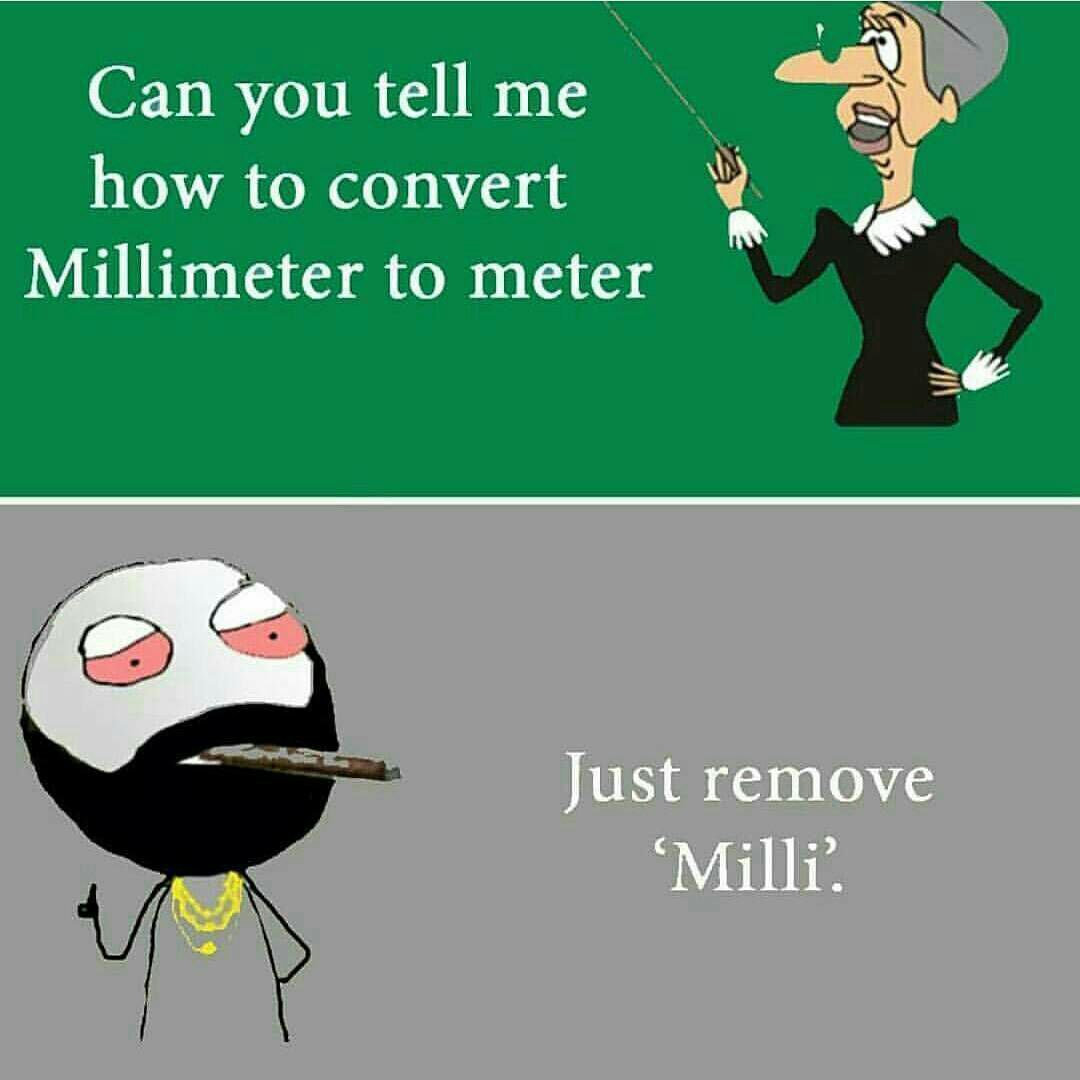 Can you tell me
how to convert
Millimeter to meter
Just remove
‘Milli’.